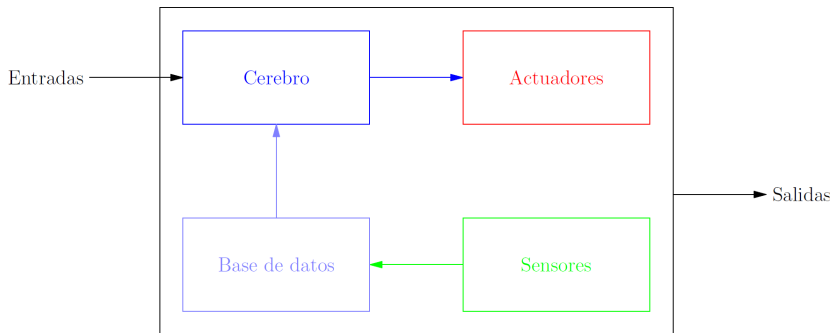 Entradas
Cerebro
Actuadores
Salidas
Base de datos
Sensores